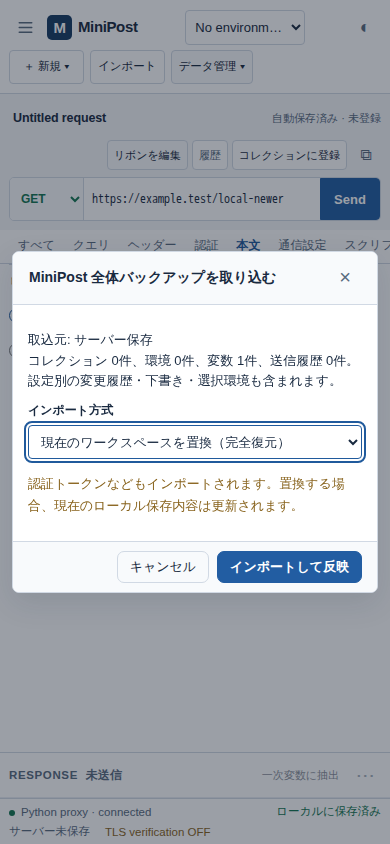 M MiniPost No environm…
＋ 新規 ▾ インポート データ管理 ▾
Untitled request 自動保存済み · 未登録
リボンを編集 履歴 コレクションに登録
GET https://example.test/local-newer Send
すべて クエリ ヘッダー 認証 本文 通信設定 スクリプ
MiniPost 全体バックアップを取り込む ×
取込元: サーバー保存
コレクション 0件、環境 0件、変数 1件、送信履歴 0件。
設定別の変更履歴・下書き・選択環境も含まれます。
インポート方式
現在のワークスペースを置換（完全復元）
認証トークンなどもインポートされます。置換する場
合、現在のローカル保存内容は更新されます。
キャンセル インポートして反映
RESPONSE 未送信 一次変数に抽出 ···
Python proxy · connected ローカルに保存済み
サーバー未保存 TLS verification OFF